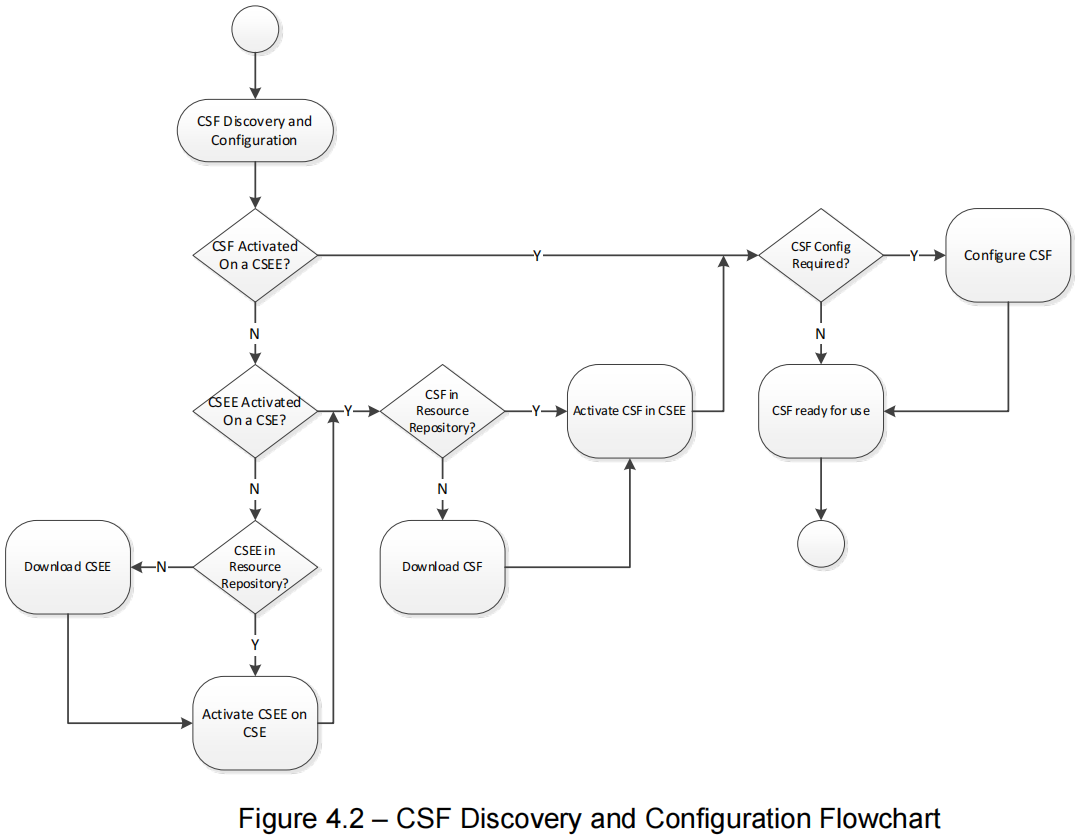 CSF Discovery and
Configuration
CSF Activated
On a CSEE?
Y
CSF Config
Required?
Y
Configure CSF
N
N
CSEE Activated
On a CSE?
Y
CSF in
Resource
Repository?
Y
Activate CSF in CSEE
CSF ready for use
N
N
Download CSEE
N
CSEE in
Resource
Repository?
Download CSF
Y
Activate CSEE on
CSE
Figure 4.2 – CSF Discovery and Configuration Flowchart